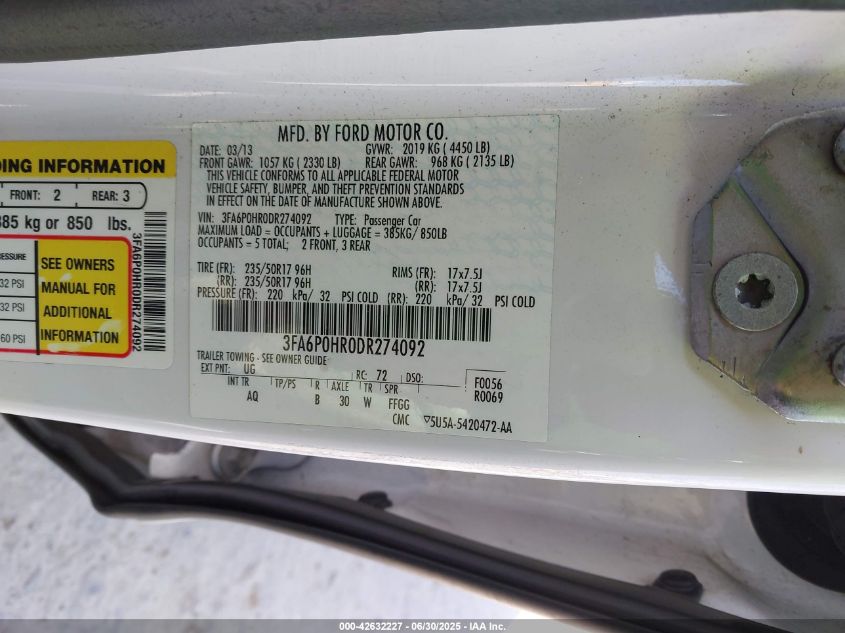 DING INFORMATION
FRONT: 2 REAR: 3
385 kg or 850 lbs.
PRESSURE
32 PSI
32 PSI
60 PSI
SEE OWNERS
MANUAL FOR
ADDITIONAL
INFORMATION
3FA6P0HR0DR274092
MFD. BY FORD MOTOR CO.
DATE: 03/13 GVWR: 2019 KG ( 4450 LB)
FRONT GAWR: 1057 KG ( 2330 LB) REAR GAWR: 968 KG ( 2135 LB)
THIS VEHICLE CONFORMS TO ALL APPLICABLE FEDERAL MOTOR
VEHICLE SAFETY, BUMPER, AND THEFT PREVENTION STANDARDS
IN EFFECT ON THE DATE OF MANUFACTURE SHOWN ABOVE.
VIN: 3FA6P0HR0DR274092 TYPE: Passenger Car
MAXIMUM LOAD = OCCUPANTS + LUGGAGE = 385KG/ 850LB
OCCUPANTS = 5 TOTAL; 2 FRONT, 3 REAR
TIRE (FR): 235/50R17 96H RIMS (FR): 17x7.5J
(RR): 235/50R17 96H (RR): 17x7.5J
PRESSURE (FR): 220 kPa/ 32 PSI COLD (RR): 220 kPa/32 PSI COLD
3FA6P0HR0DR274092
TRAILER TOWING - SEE OWNER GUIDE
EXT PNT: UG RC: 72 DSO: F0056
INT TR TP/PS R AXLE TR SPR R0069
AQ B 30 W FFGG
CMC 5U5A-5420472-AA
000-42632227 - 06/30/2025 - IAA Inc.